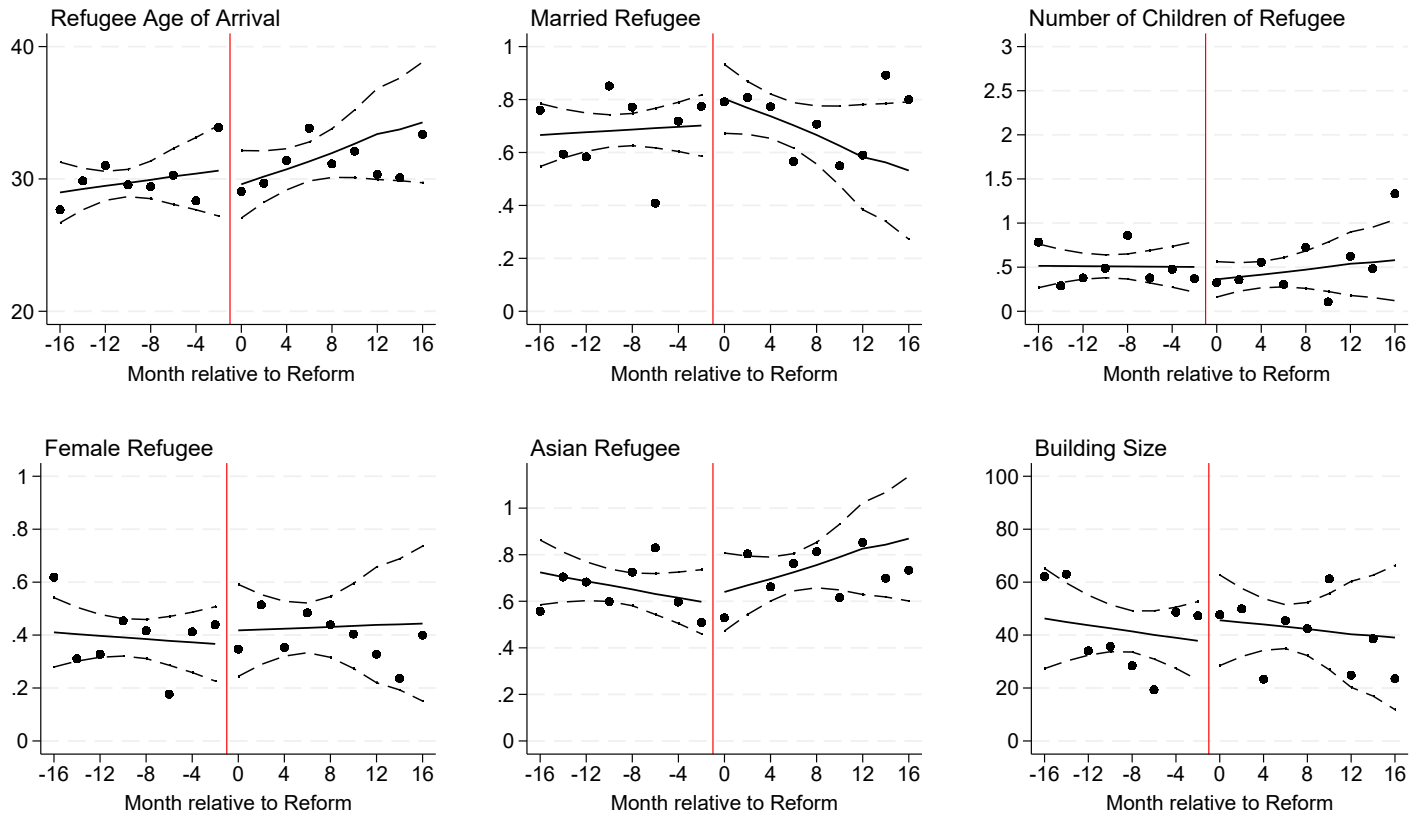 Refugee Age of Arrival
40
30
20
-16 -12 -8 -4 0 4 8 12 16
Month relative to Reform
Married Refugee
1
.8
.6
.4
.2
0
-16 -12 -8 -4 0 4 8 12 16
Month relative to Reform
Number of Children of Refugee
3
2.5
2
1.5
1
.5
0
-16 -12 -8 -4 0 4 8 12 16
Month relative to Reform
Female Refugee
1
.8
.6
.4
.2
0
-16 -12 -8 -4 0 4 8 12 16
Month relative to Reform
Asian Refugee
1
.8
.6
.4
.2
0
-16 -12 -8 -4 0 4 8 12 16
Month relative to Reform
Building Size
100
80
60
40
20
0
-16 -12 -8 -4 0 4 8 12 16
Month relative to Reform